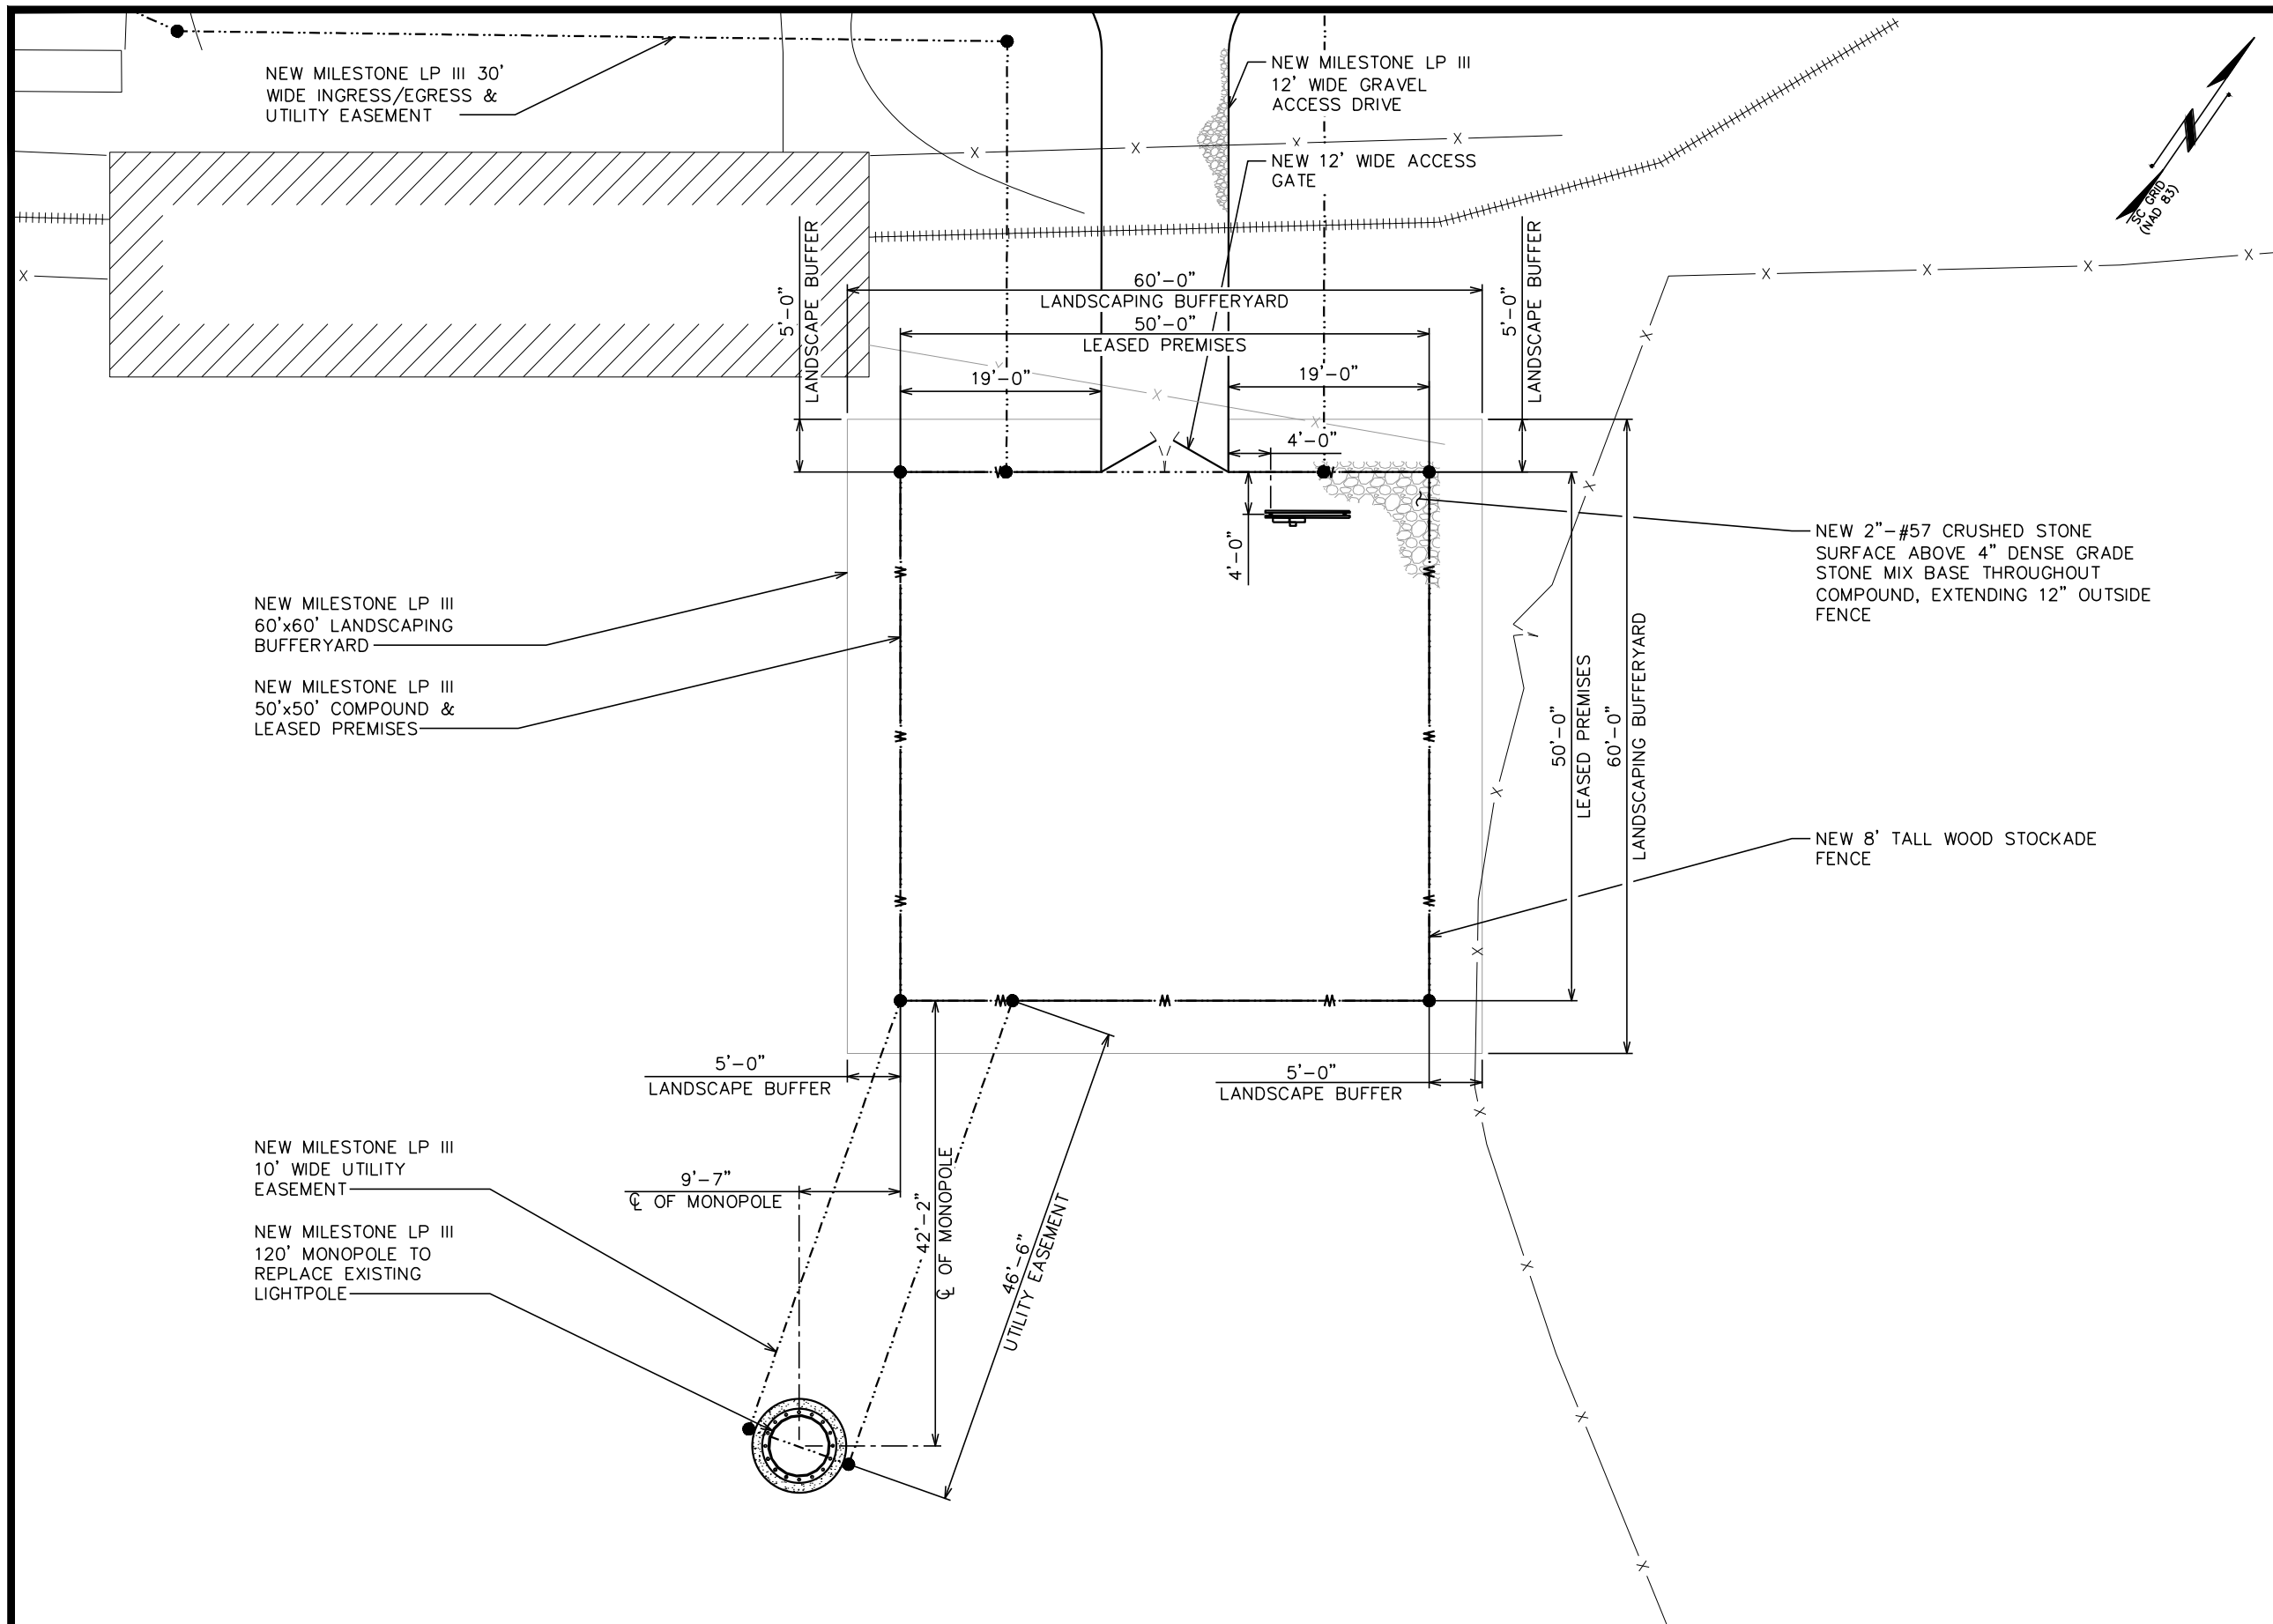 NEW MILESTONE LP III 30'
WIDE INGRESS/EGRESS &
UTILITY EASEMENT
NEW MILESTONE LP III
12' WIDE GRAVEL
ACCESS DRIVE
NEW 12' WIDE ACCESS
GATE
SC GRID
(NAD 83)
5'-0"
LANDSCAPE BUFFER
60'-0"
LANDSCAPING BUFFERYARD
50'-0"
LEASED PREMISES
19'-0"
19'-0"
5'-0"
LANDSCAPE BUFFER
4'-0"
4'-0"
NEW 2"-#57 CRUSHED STONE
SURFACE ABOVE 4" DENSE GRADE
STONE MIX BASE THROUGHOUT
COMPOUND, EXTENDING 12" OUTSIDE
FENCE
NEW MILESTONE LP III
60'x60' LANDSCAPING
BUFFERYARD
NEW MILESTONE LP III
50'x50' COMPOUND &
LEASED PREMISES
50'-0"
LEASED PREMISES
60'-0"
LANDSCAPING BUFFERYARD
NEW 8' TALL WOOD STOCKADE
FENCE
5'-0"
LANDSCAPE BUFFER
5'-0"
LANDSCAPE BUFFER
NEW MILESTONE LP III
10' WIDE UTILITY
EASEMENT
9'-7"
℄ OF MONOPOLE
42'-2"
℄ OF MONOPOLE
46'-6"
UTILITY EASEMENT
NEW MILESTONE LP III
120' MONOPOLE TO
REPLACE EXISTING
LIGHTPOLE